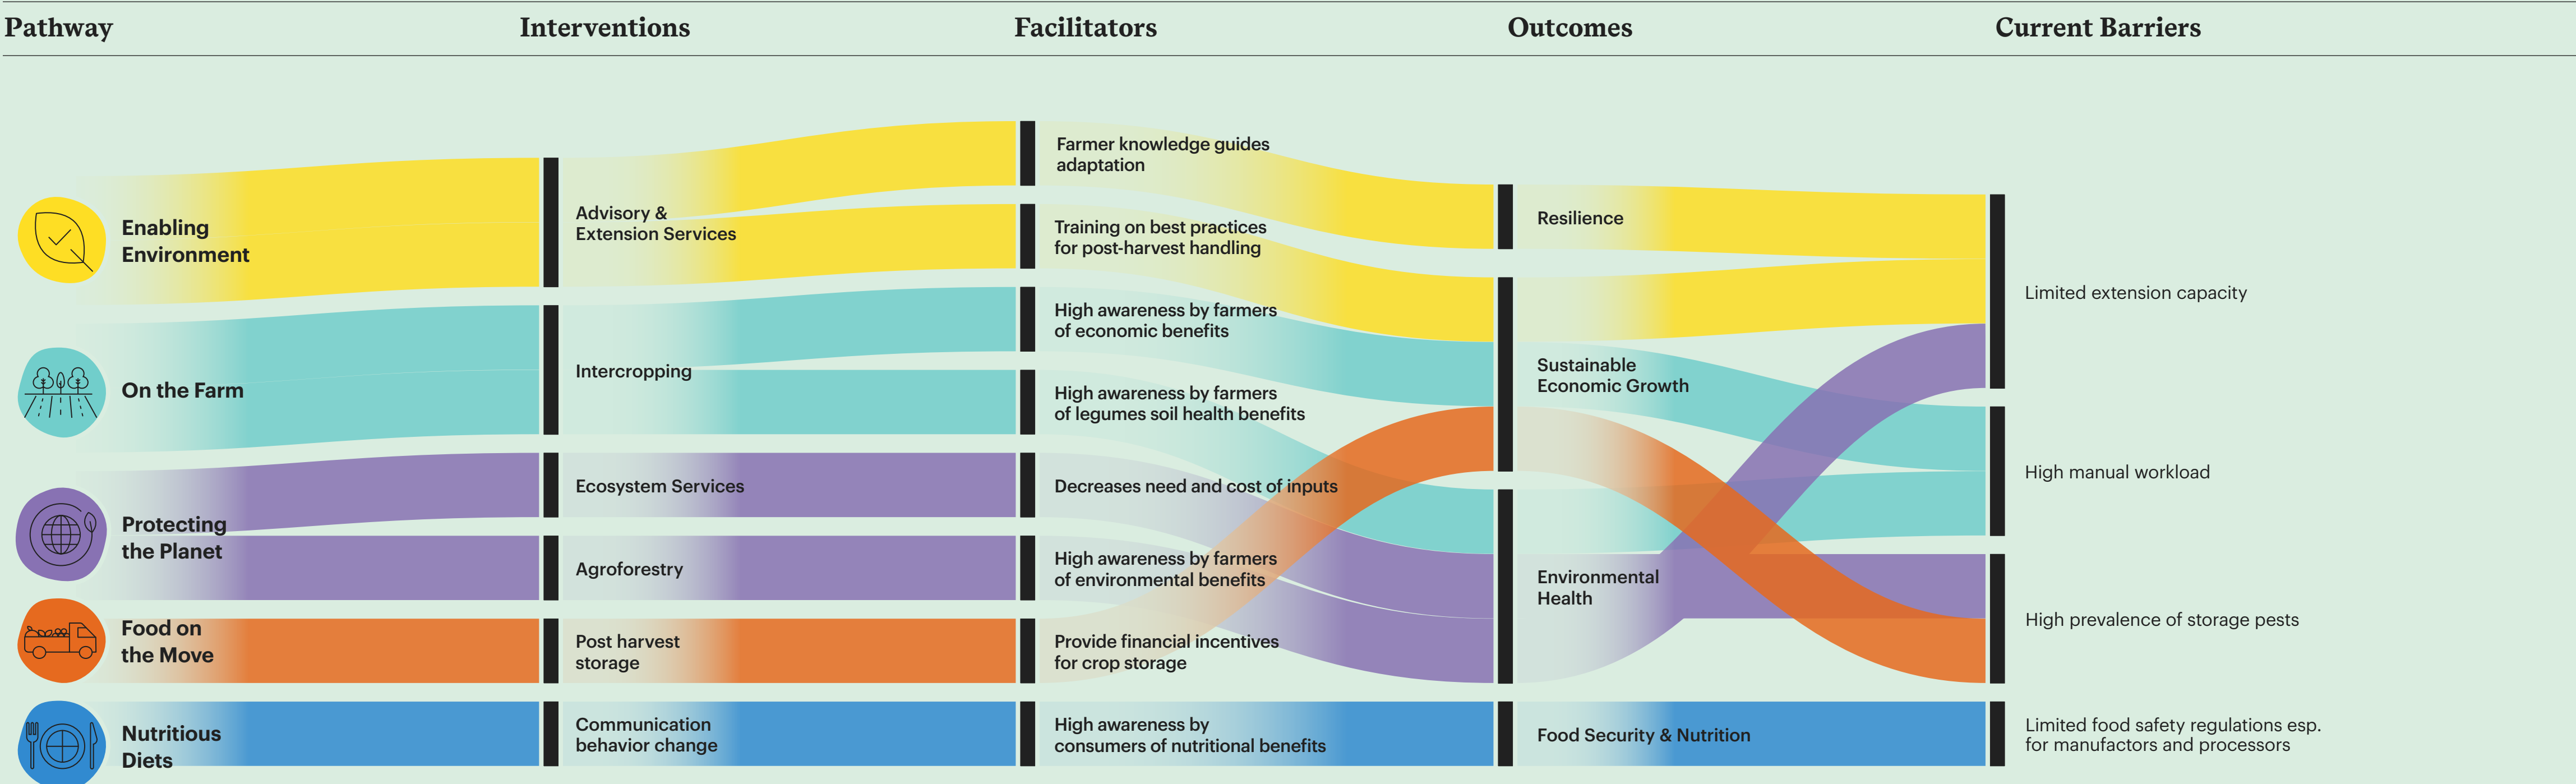 Pathway
Interventions
Facilitators
Outcomes
Current Barriers
Enabling
Environment
On the Farm
Protecting
the Planet
Food on
the Move
Nutritious
Diets
Advisory &
Extension Services
Intercropping
Ecosystem Services
Agroforestry
Post harvest
storage
Communication
behavior change
Farmer knowledge guides
adaptation
Training on best practices
for post-harvest handling
High awareness by farmers
of economic benefits
High awareness by farmers
of legumes soil health benefits
Decreases need and cost of inputs
High awareness by farmers
of environmental benefits
Provide financial incentives
for crop storage
High awareness by
consumers of nutritional benefits
Resilience
Sustainable
Economic Growth
Environmental
Health
Food Security & Nutrition
Limited extension capacity
High manual workload
High prevalence of storage pests
Limited food safety regulations esp.
for manufactors and processors